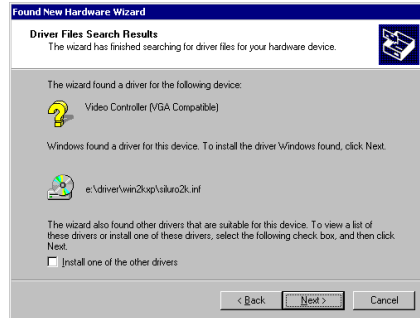 Found New Hardware Wizard
Driver Files Search Results
The wizard has finished searching for driver files for your hardware device.
The wizard found a driver for the following device:
Video Controller (VGA Compatible)
Windows found a driver for this device. To install the driver Windows found, click Next.
e:\driver\win2kxp\siluro2k.inf
The wizard also found other drivers that are suitable for this device. To view a list of
these drivers or install one of these drivers, select the following check box, and then click
Next.
Install one of the other drivers
< Back Next > Cancel